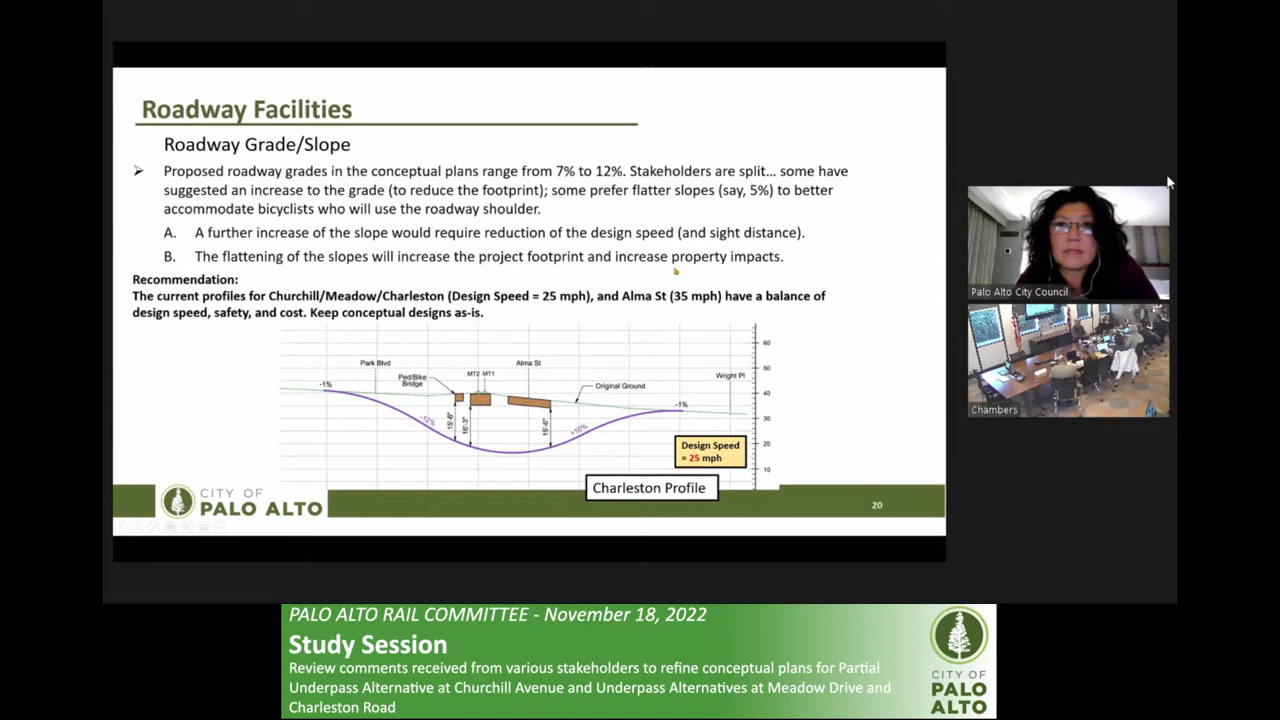 Roadway Facilities
Roadway Grade/Slope
Proposed roadway grades in the conceptual plans range from 7% to 12%. Stakeholders are split... some have
suggested an increase to the grade (to reduce the footprint); some prefer flatter slopes (say, 5%) to better
accommodate bicyclists who will use the roadway shoulder.
A. A further increase of the slope would require reduction of the design speed (and sight distance).
B. The flattening of the slopes will increase the project footprint and increase property impacts.
Recommendation:
The current profiles for Churchill/Meadow/Charleston (Design Speed = 25 mph), and Alma St (35 mph) have a balance of
design speed, safety, and cost. Keep conceptual designs as-is.
Park Blvd
Ped/Bike
Bridge
MT2 MT1
Alma St
Original Ground
Wright Pl
-1%
-12%
15'-6"
16'-3"
15'-6"
+10%
-1%
60
50
40
30
20
10
Design Speed
= 25 mph
Charleston Profile
CITY OF
PALO ALTO
20
Palo Alto City Council
Chambers
PALO ALTO RAIL COMMITTEE - November 18, 2022
Study Session
Review comments received from various stakeholders to refine conceptual plans for Partial
Underpass Alternative at Churchill Avenue and Underpass Alternatives at Meadow Drive and
Charleston Road
CITY OF
PALO
ALTO